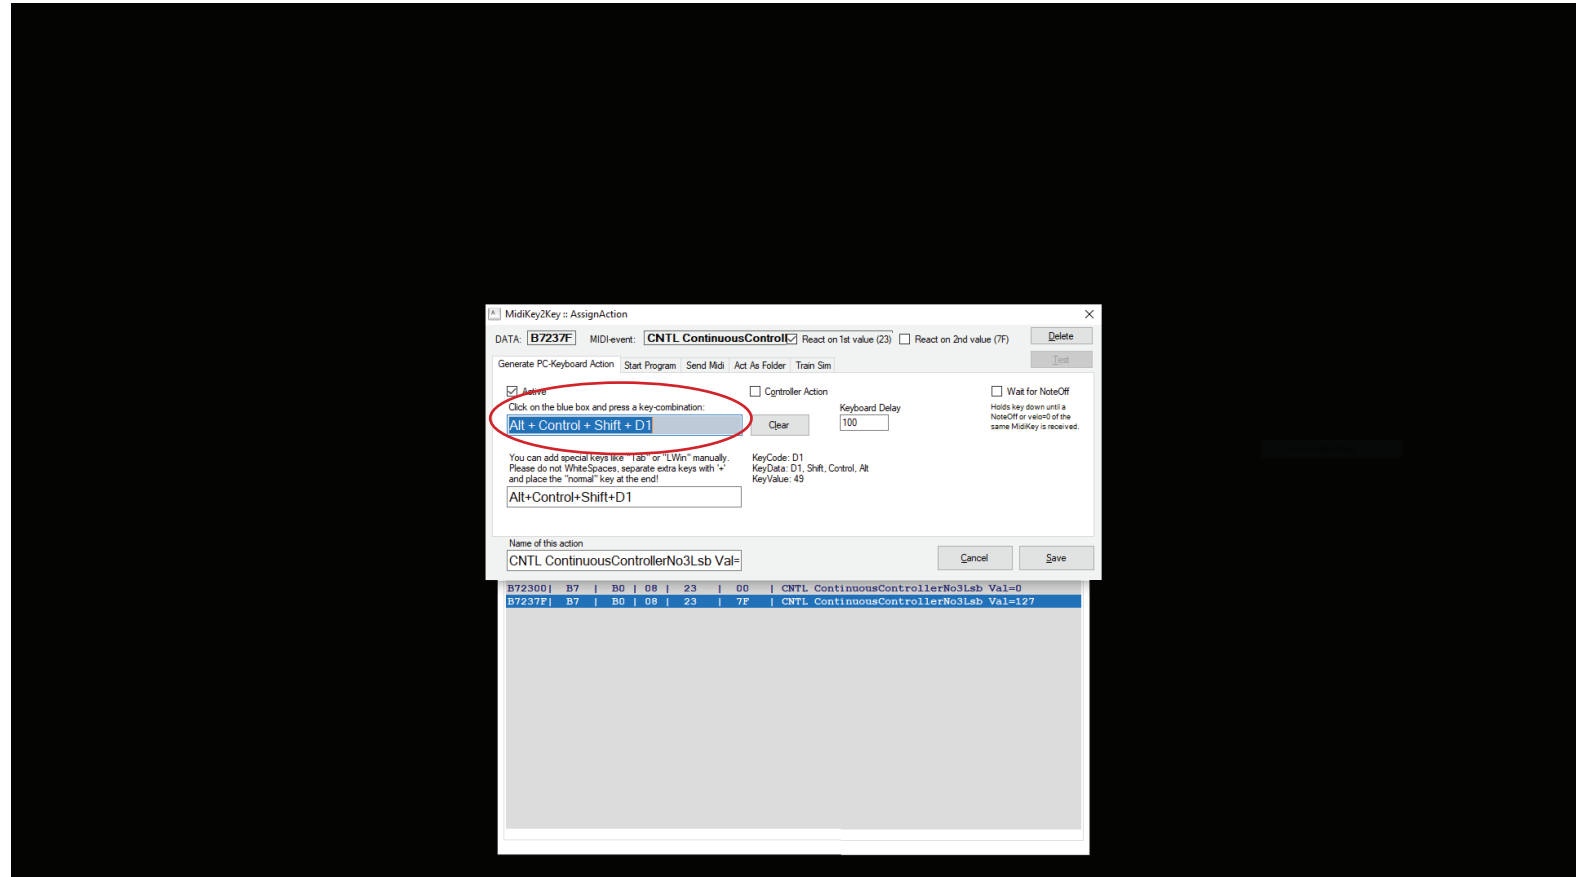 MidiKey2Key :: AssignAction
DATA: B7237F MIDI-event: CNTL ContinuousControll React on 1st value (23) React on 2nd value (7F) Delete
Generate PC-Keyboard Action Start Program Send Midi Act As Folder Train Sim Test
Active Controller Action Wait for NoteOff
Click on the blue box and press a key-combination: Keyboard Delay Holds key down until a
NoteOff or velo=0 of the
same MidiKey is received.
Alt + Control + Shift + D1 Clear 100
You can add special keys like "Tab" or "LWin" manually. KeyCode: D1
Please do not WhiteSpaces, separate extra keys with '+' KeyData: D1, Shift, Control, Alt
and place the "normal" key at the end! KeyValue: 49
Alt+Control+Shift+D1
Name of this action
CNTL ContinuousControllerNo3Lsb Val= Cancel Save
B72300| B7 | B0 | 08 | 23 | 00 | CNTL ContinuousControllerNo3Lsb Val=0
B7237F| B7 | B0 | 08 | 23 | 7F | CNTL ContinuousControllerNo3Lsb Val=127